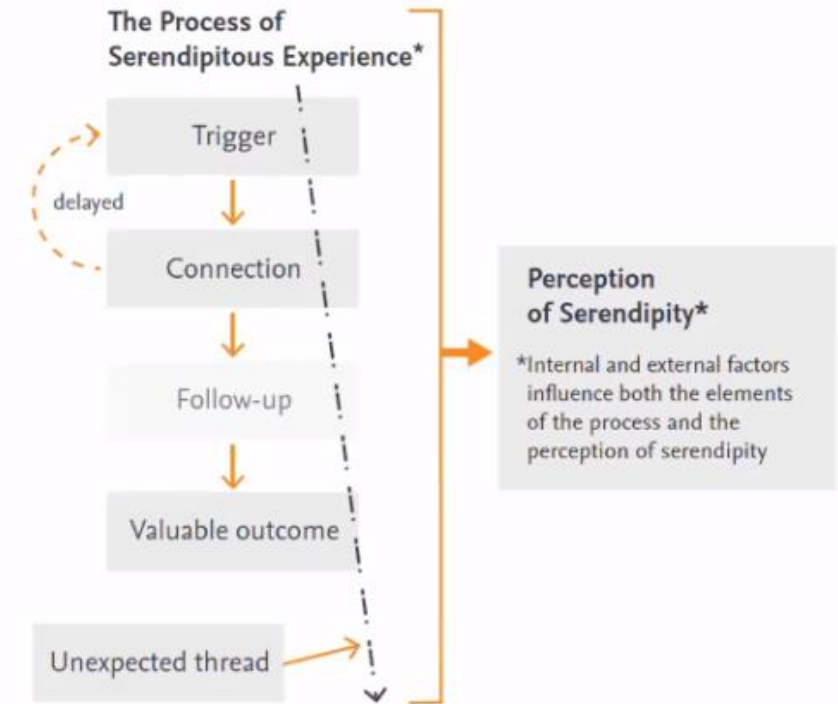 The Process of
Serendipitous Experience*
Trigger
delayed
Connection
Follow-up
Valuable outcome
Unexpected thread
Perception
of Serendipity*
*Internal and external factors
influence both the elements
of the process and the
perception of serendipity